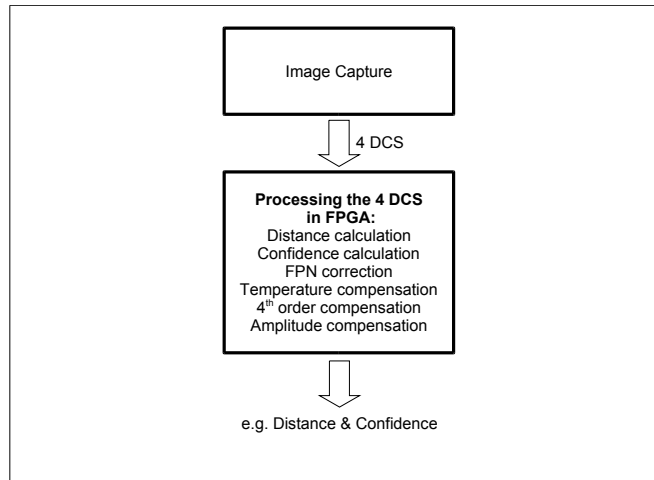 Image Capture
4 DCS
Processing the 4 DCS
in FPGA:
Distance calculation
Confidence calculation
FPN correction
Temperature compensation
4th order compensation
Amplitude compensation
e.g. Distance & Confidence